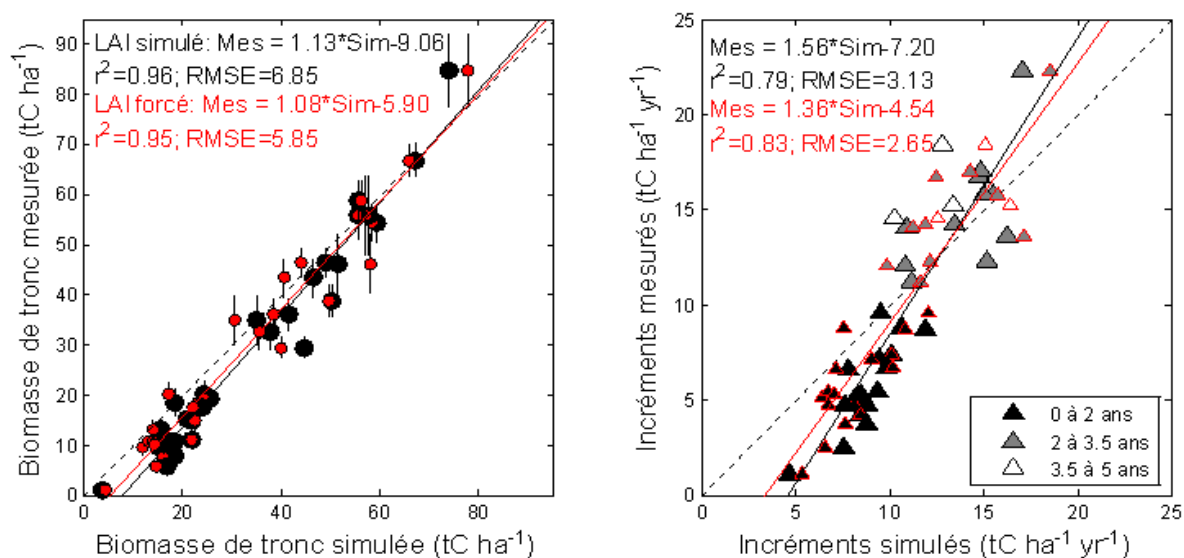 LAI simulé: Mes = 1.13*Sim-9.06
r²=0.96; RMSE=6.85
LAI forcé: Mes = 1.08*Sim-5.90
r²=0.95; RMSE=5.85
Biomasse de tronc mesurée (tC ha⁻¹)
90
80
70
60
50
40
30
20
10
0
0 20 40 60 80
Biomasse de tronc simulée (tC ha⁻¹)
Mes = 1.56*Sim-7.20
r²=0.79; RMSE=3.13
Mes = 1.36*Sim-4.54
r²=0.83; RMSE=2.65
Incréments mesurés (tC ha⁻¹ yr⁻¹)
25
20
15
10
5
0
0 5 10 15 20 25
Incréments simulés (tC ha⁻¹ yr⁻¹)
0 à 2 ans
2 à 3.5 ans
3.5 à 5 ans